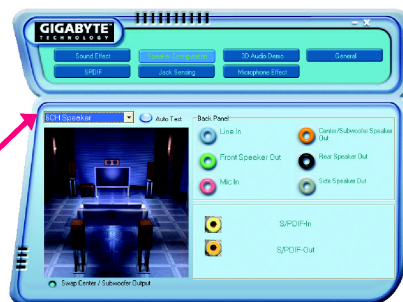 GIGABYTE
TECHNOLOGY
Sound Effect
Speaker Configuration
3D Audio Demo
General
S/PDIF
Jack Sensing
Microphone Effect
6CH Speaker
Auto Test
Back Panel
Line In
Center/Subwoofer Speaker Out
Front Speaker Out
Rear Speaker Out
Mic In
Side Speaker Out
S/PDIF-In
S/PDIF-Out
Swap Center / Subwoofer Output